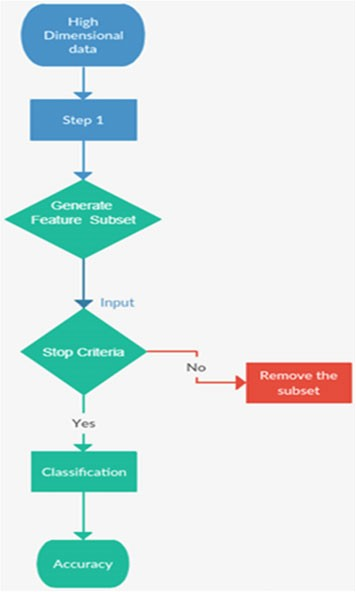 High
Dimensional
data
Step 1
Generate
Feature Subset
Input
Stop Criteria
No
Remove the
subset
Yes
Classification
Accuracy